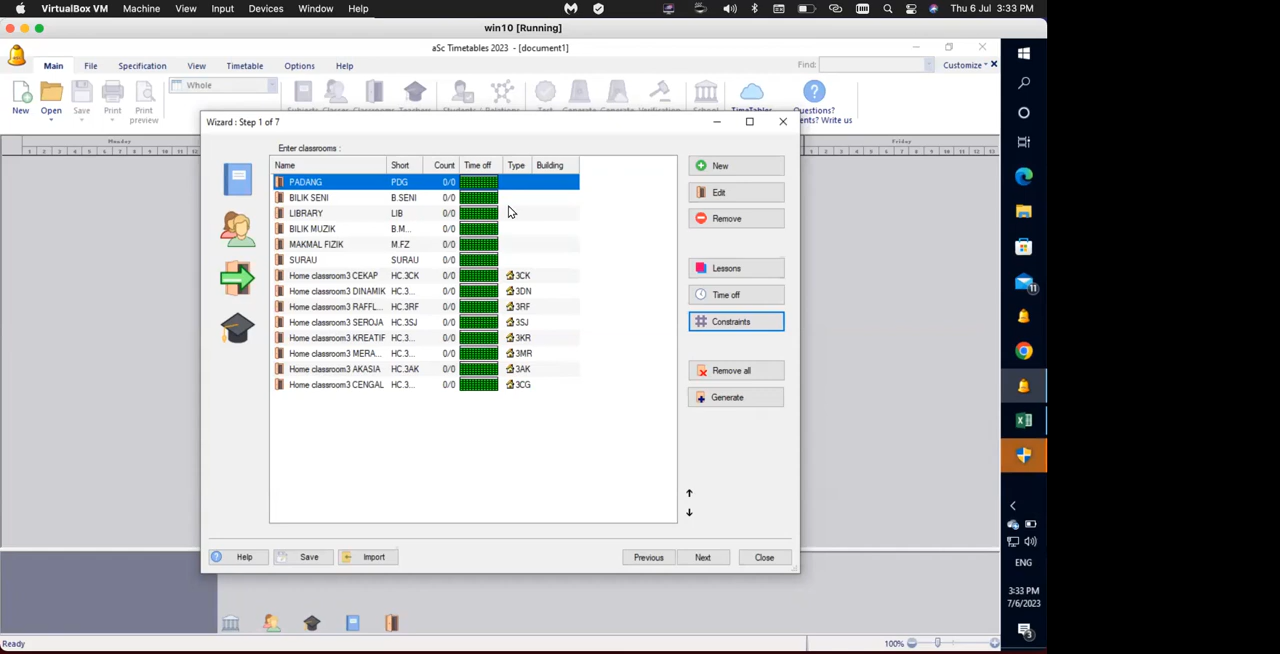 VirtualBox VM Machine View Input Devices Window Help Thu 6 Jul 3:33 PM
win10 [Running]
aSc Timetables 2023 - [document1]
Main File Specification View Timetable Options Help Find: Customize
Whole
New Open Save Print Print preview TimeTables Questions? Write us
Wizard : Step 1 of 7
Monday Friday
Enter classrooms :
Name Short Count Time off Type Building
PADANG PDG 0/0
BILIK SENI B.SENI 0/0
LIBRARY LIB 0/0
BILIK MUZIK B.M... 0/0
MAKMAL FIZIK M.FZ 0/0
SURAU SURAU 0/0
Home classroom3 CEKAP HC.3CK 0/0 3CK
Home classroom3 DINAMIK HC.3... 0/0 3DN
Home classroom3 RAFFL... HC.3RF 0/0 3RF
Home classroom3 SEROJA HC.3SJ 0/0 3SJ
Home classroom3 KREATIF HC.3... 0/0 3KR
Home classroom3 MERA... HC.3... 0/0 3MR
Home classroom3 AKASIA HC.3AK 0/0 3AK
Home classroom3 CENGAL HC.3... 0/0 3CG
New
Edit
Remove
Lessons
Time off
Constraints
Remove all
Generate
Help Save Import Previous Next Close
11
ENG
3:33 PM
7/6/2023
3
Ready 100%